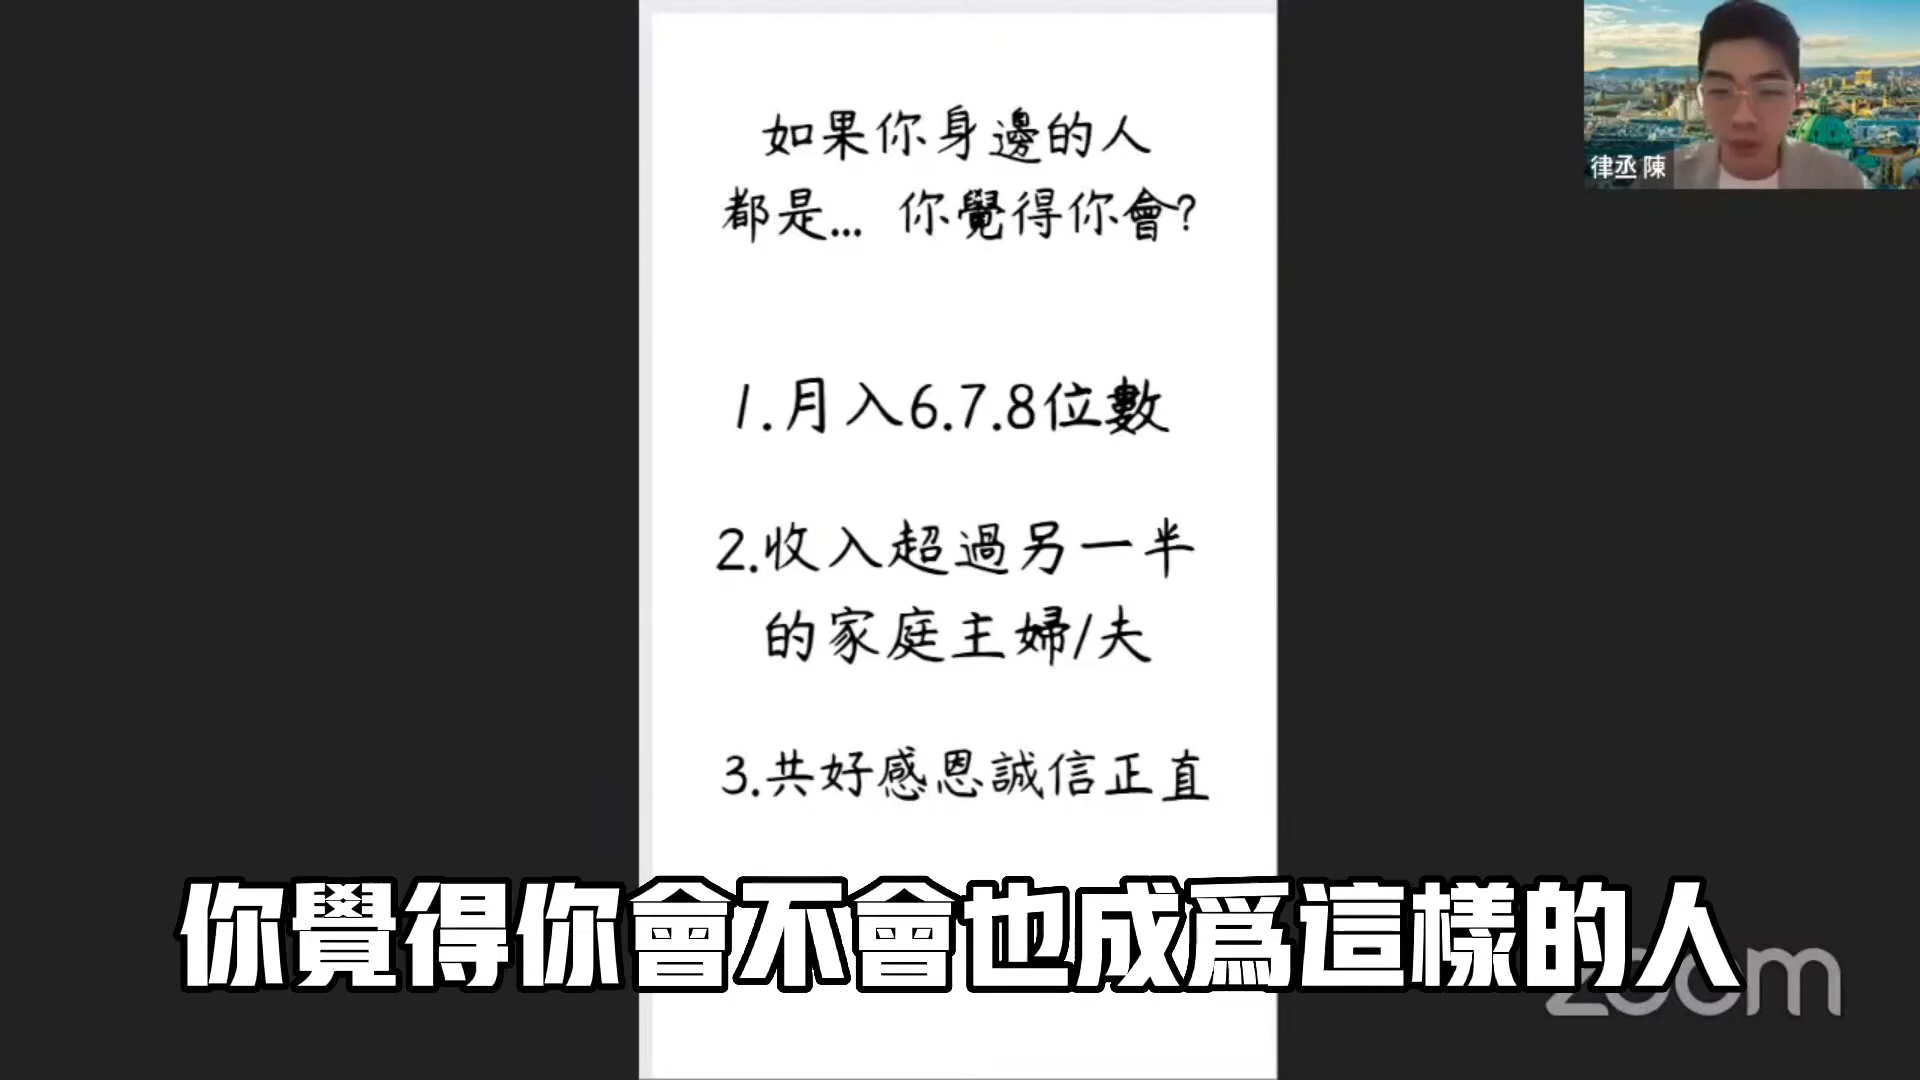 如果你身邊的人
都是... 你覺得你會?
1.月入6.7.8位數
2.收入超過另一半
的家庭主婦/夫
3.共好感恩誠信正直
律丞 陳
你覺得你會不會也成爲這樣的人
zoom